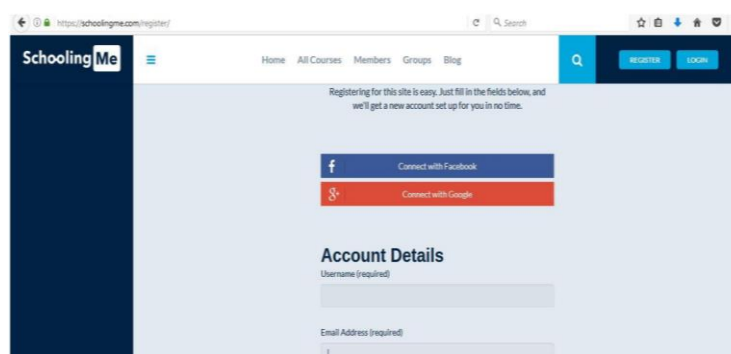 https://schoolingme.com/register/
Search
Schooling Me
Home All Courses Members Groups Blog
REGISTER LOGIN
Registering for this site is easy. Just fill in the fields below, and
we'll get a new account set up for you in no time.
f Connect with Facebook
g+ Connect with Google
Account Details
Username (required)
Email Address (required)